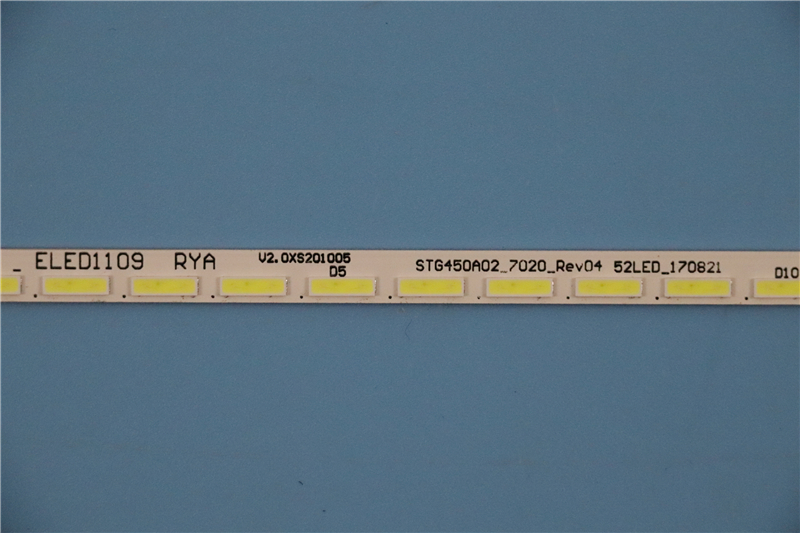 _ ELED1109 RYA
V2.0XS201005
D5
STG450A02_7020_Rev04 52LED_170821
D10